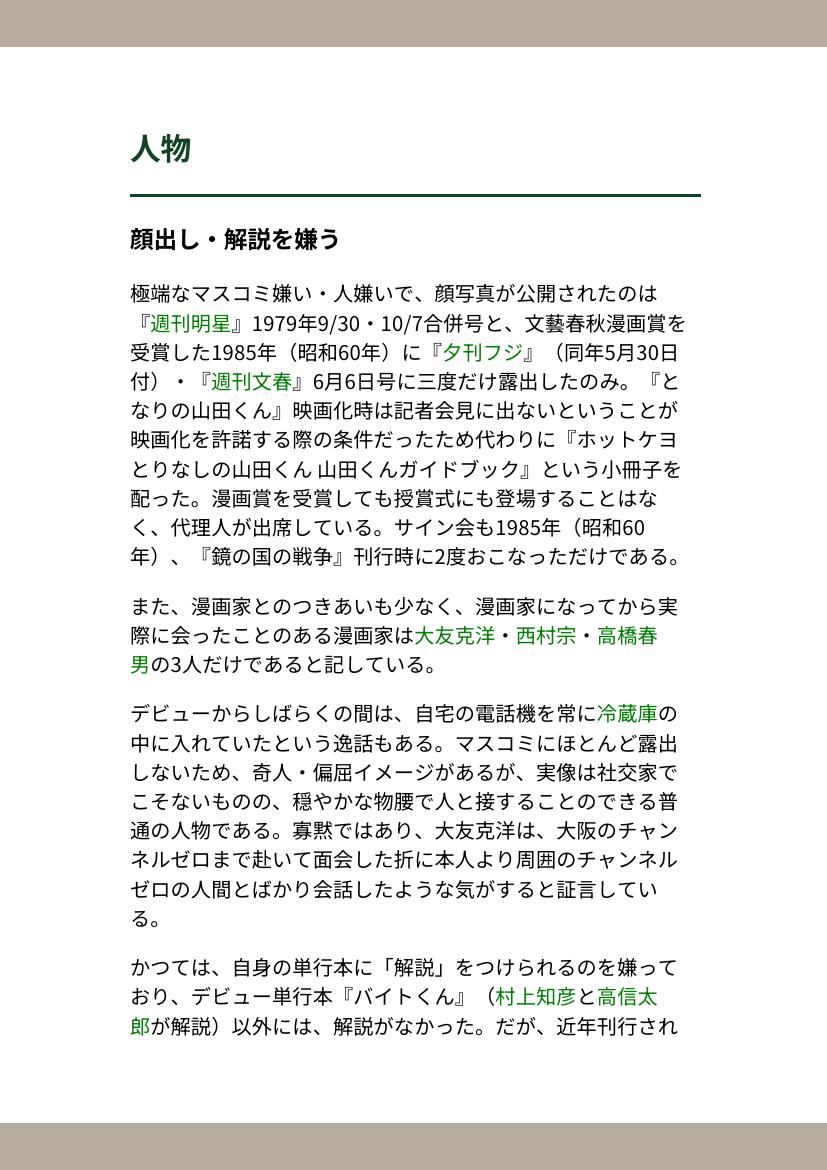 人物
顔出し・解説を嫌う
極端なマスコミ嫌い・人嫌いで、顔写真が公開されたのは
『週刊明星』1979年9/30・10/7合併号と、文藝春秋漫画賞を
受賞した1985年（昭和60年）に『夕刊フジ』（同年5月30日
付）・『週刊文春』6月6日号に三度だけ露出したのみ。『と
なりの山田くん』映画化時は記者会見に出ないということが
映画化を許諾する際の条件だったため代わりに『ホットケヨ
とりなしの山田くん 山田くんガイドブック』という小冊子を
配った。漫画賞を受賞しても授賞式にも登場することはな
く、代理人が出席している。サイン会も1985年（昭和60
年）、『鏡の国の戦争』刊行時に2度おこなっただけである。
また、漫画家とのつきあいも少なく、漫画家になってから実
際に会ったことのある漫画家は大友克洋・西村宗・高橋春
男の3人だけであると記している。
デビューからしばらくの間は、自宅の電話機を常に冷蔵庫の
中に入れていたという逸話もある。マスコミにほとんど露出
しないため、奇人・偏屈イメージがあるが、実像は社交家で
こそないものの、穏やかな物腰で人と接することのできる普
通の人物である。寡黙ではあり、大友克洋は、大阪のチャン
ネルゼロまで赴いて面会した折に本人より周囲のチャンネル
ゼロの人間とばかり会話したような気がすると証言してい
る。
かつては、自身の単行本に「解説」をつけられるのを嫌って
おり、デビュー単行本『バイトくん』（村上知彦と高信太
郎が解説）以外には、解説がなかった。だが、近年刊行され